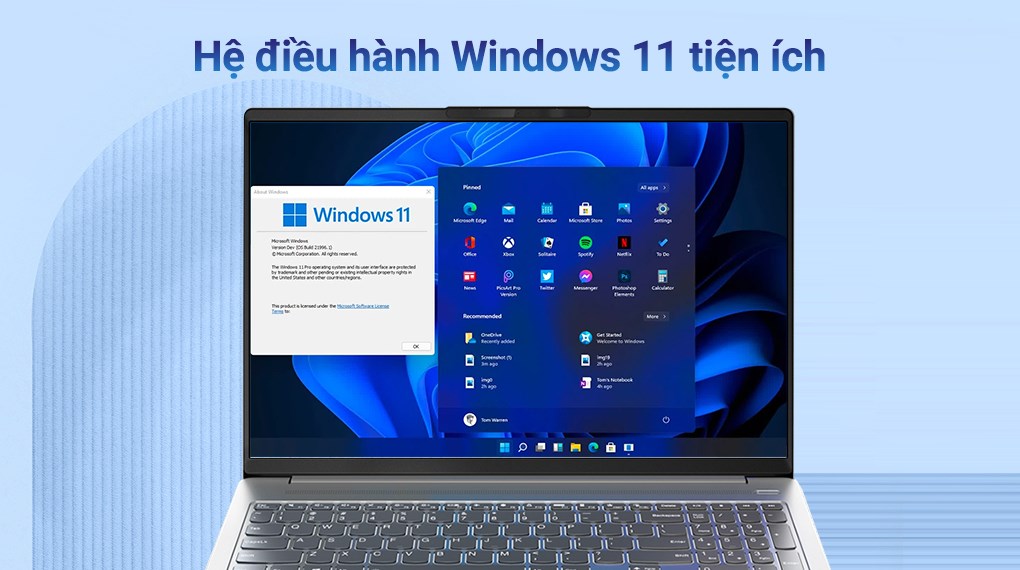 Hệ điều hành Windows 11 tiện ích
About Windows
Windows 11
Microsoft Windows
Version Dev (OS Build 21996.1)
© Microsoft Corporation. All rights reserved.
The Windows 11 Pro operating system and its user interface are protected
by trademark and other pending or existing intellectual property rights in
the United States and other countries/regions.
This product is licensed under the Microsoft Software License
Terms to:
OK
Pinned
All apps >
Microsoft Edge
Mail
Calendar
Microsoft Store
Photos
Settings
Office
Xbox
Solitaire
Spotify
Netflix
To Do
News
PicsArt Pro
Version
Twitter
Messenger
Photoshop
Elements
Calculator
Recommended
More >
OneDrive
Recently added
Get Started
Welcome to Windows
Screenshot (1)
3m ago
img18
2h ago
img0
2h ago
Tom's Notebook
4h ago
Tom Warren